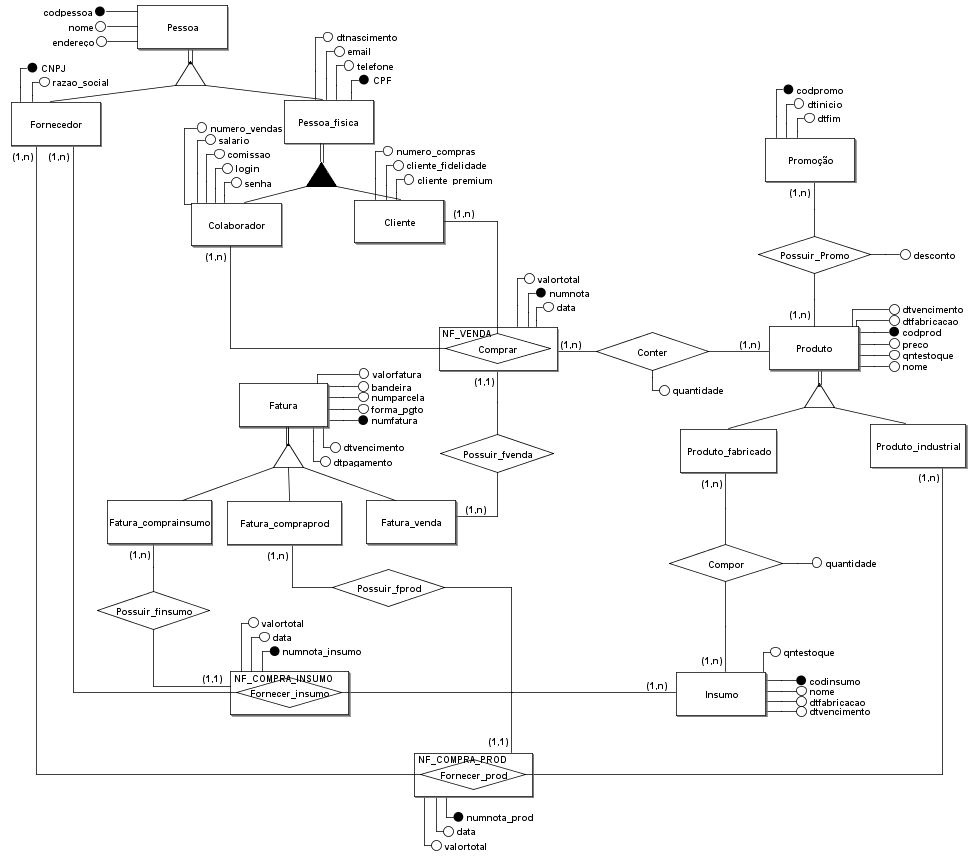 codpessoa
nome
endereço
Pessoa
CNPJ
razao_social
Fornecedor
(1,n)
(1,n)
dtnascimento
email
telefone
CPF
Pessoa_fisica
numero_vendas
salario
comissao
login
senha
Colaborador
(1,n)
numero_compras
cliente_fidelidade
cliente_premium
Cliente
(1,n)
codpromo
dtinicio
dtfim
Promoção
(1,n)
Possuir_Promo
desconto
(1,n)
valortotal
numnota
data
NF_VENDA
Comprar
(1,n)
(1,1)
Conter
quantidade
(1,n)
Produto
dtvencimento
dtfabricacao
codprod
preco
qntestoque
nome
valorfatura
bandeira
numparcela
forma_pgto
numfatura
Fatura
dtvencimento
dtpagamento
Possuir_fvenda
(1,n)
Produto_fabricado
(1,n)
Produto_industrial
(1,n)
Fatura_comprainsumo
(1,n)
Fatura_compraprod
(1,n)
Fatura_venda
Possuir_finsumo
Possuir_fprod
Compor
quantidade
valortotal
data
numnota_insumo
(1,1)
NF_COMPRA_INSUMO
Fornecer_insumo
(1,n)
(1,n)
qntestoque
Insumo
codinsumo
nome
dtfabricacao
dtvencimento
(1,1)
NF_COMPRA_PROD
Fornecer_prod
numnota_prod
data
valortotal